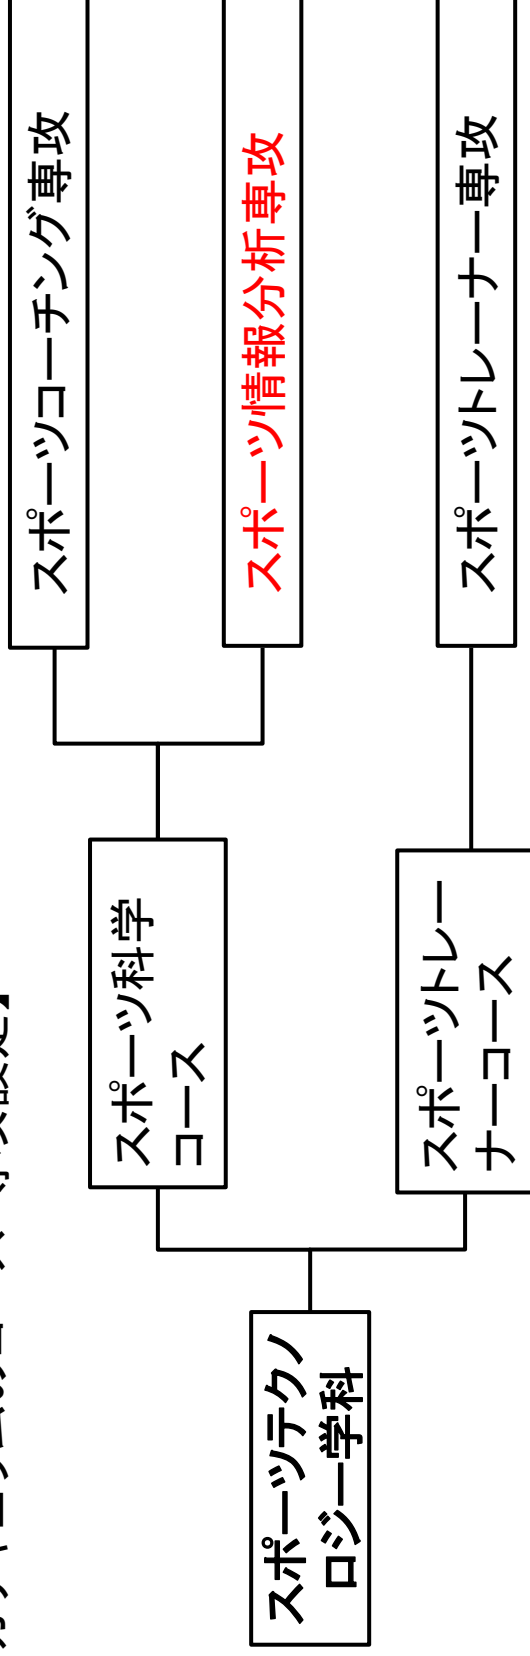 スポーツテクノ
ロジー学科
スポーツ科学
コース
スポーツトレー
ナーコース
スポーツコーチング専攻
スポーツ情報分析専攻
スポーツトレーナー専攻